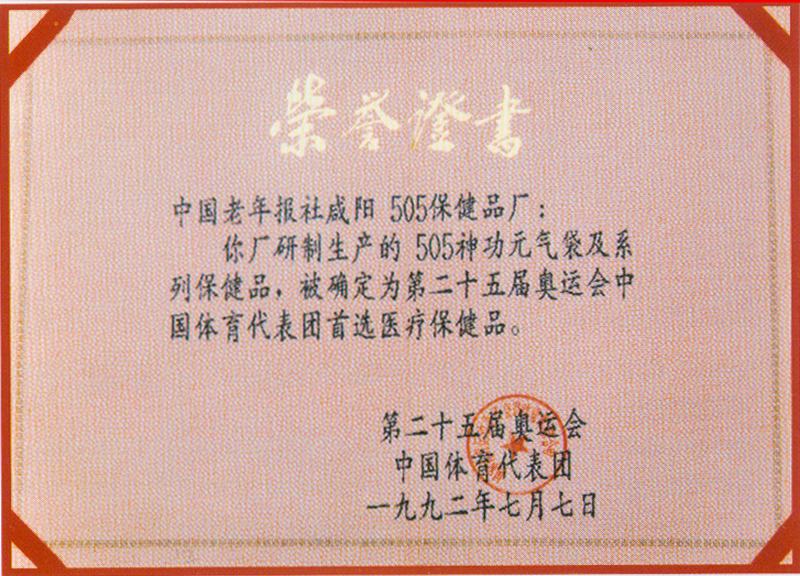 荣誉證書
中国老年报社咸阳 505保健品厂：
你厂研制生产的 505神功元气袋及系
列保健品，被确定为第二十五届奥运会中
国体育代表团首选医疗保健品。
第二十五届奥运会
中国体育代表团
一九九二年七月七日